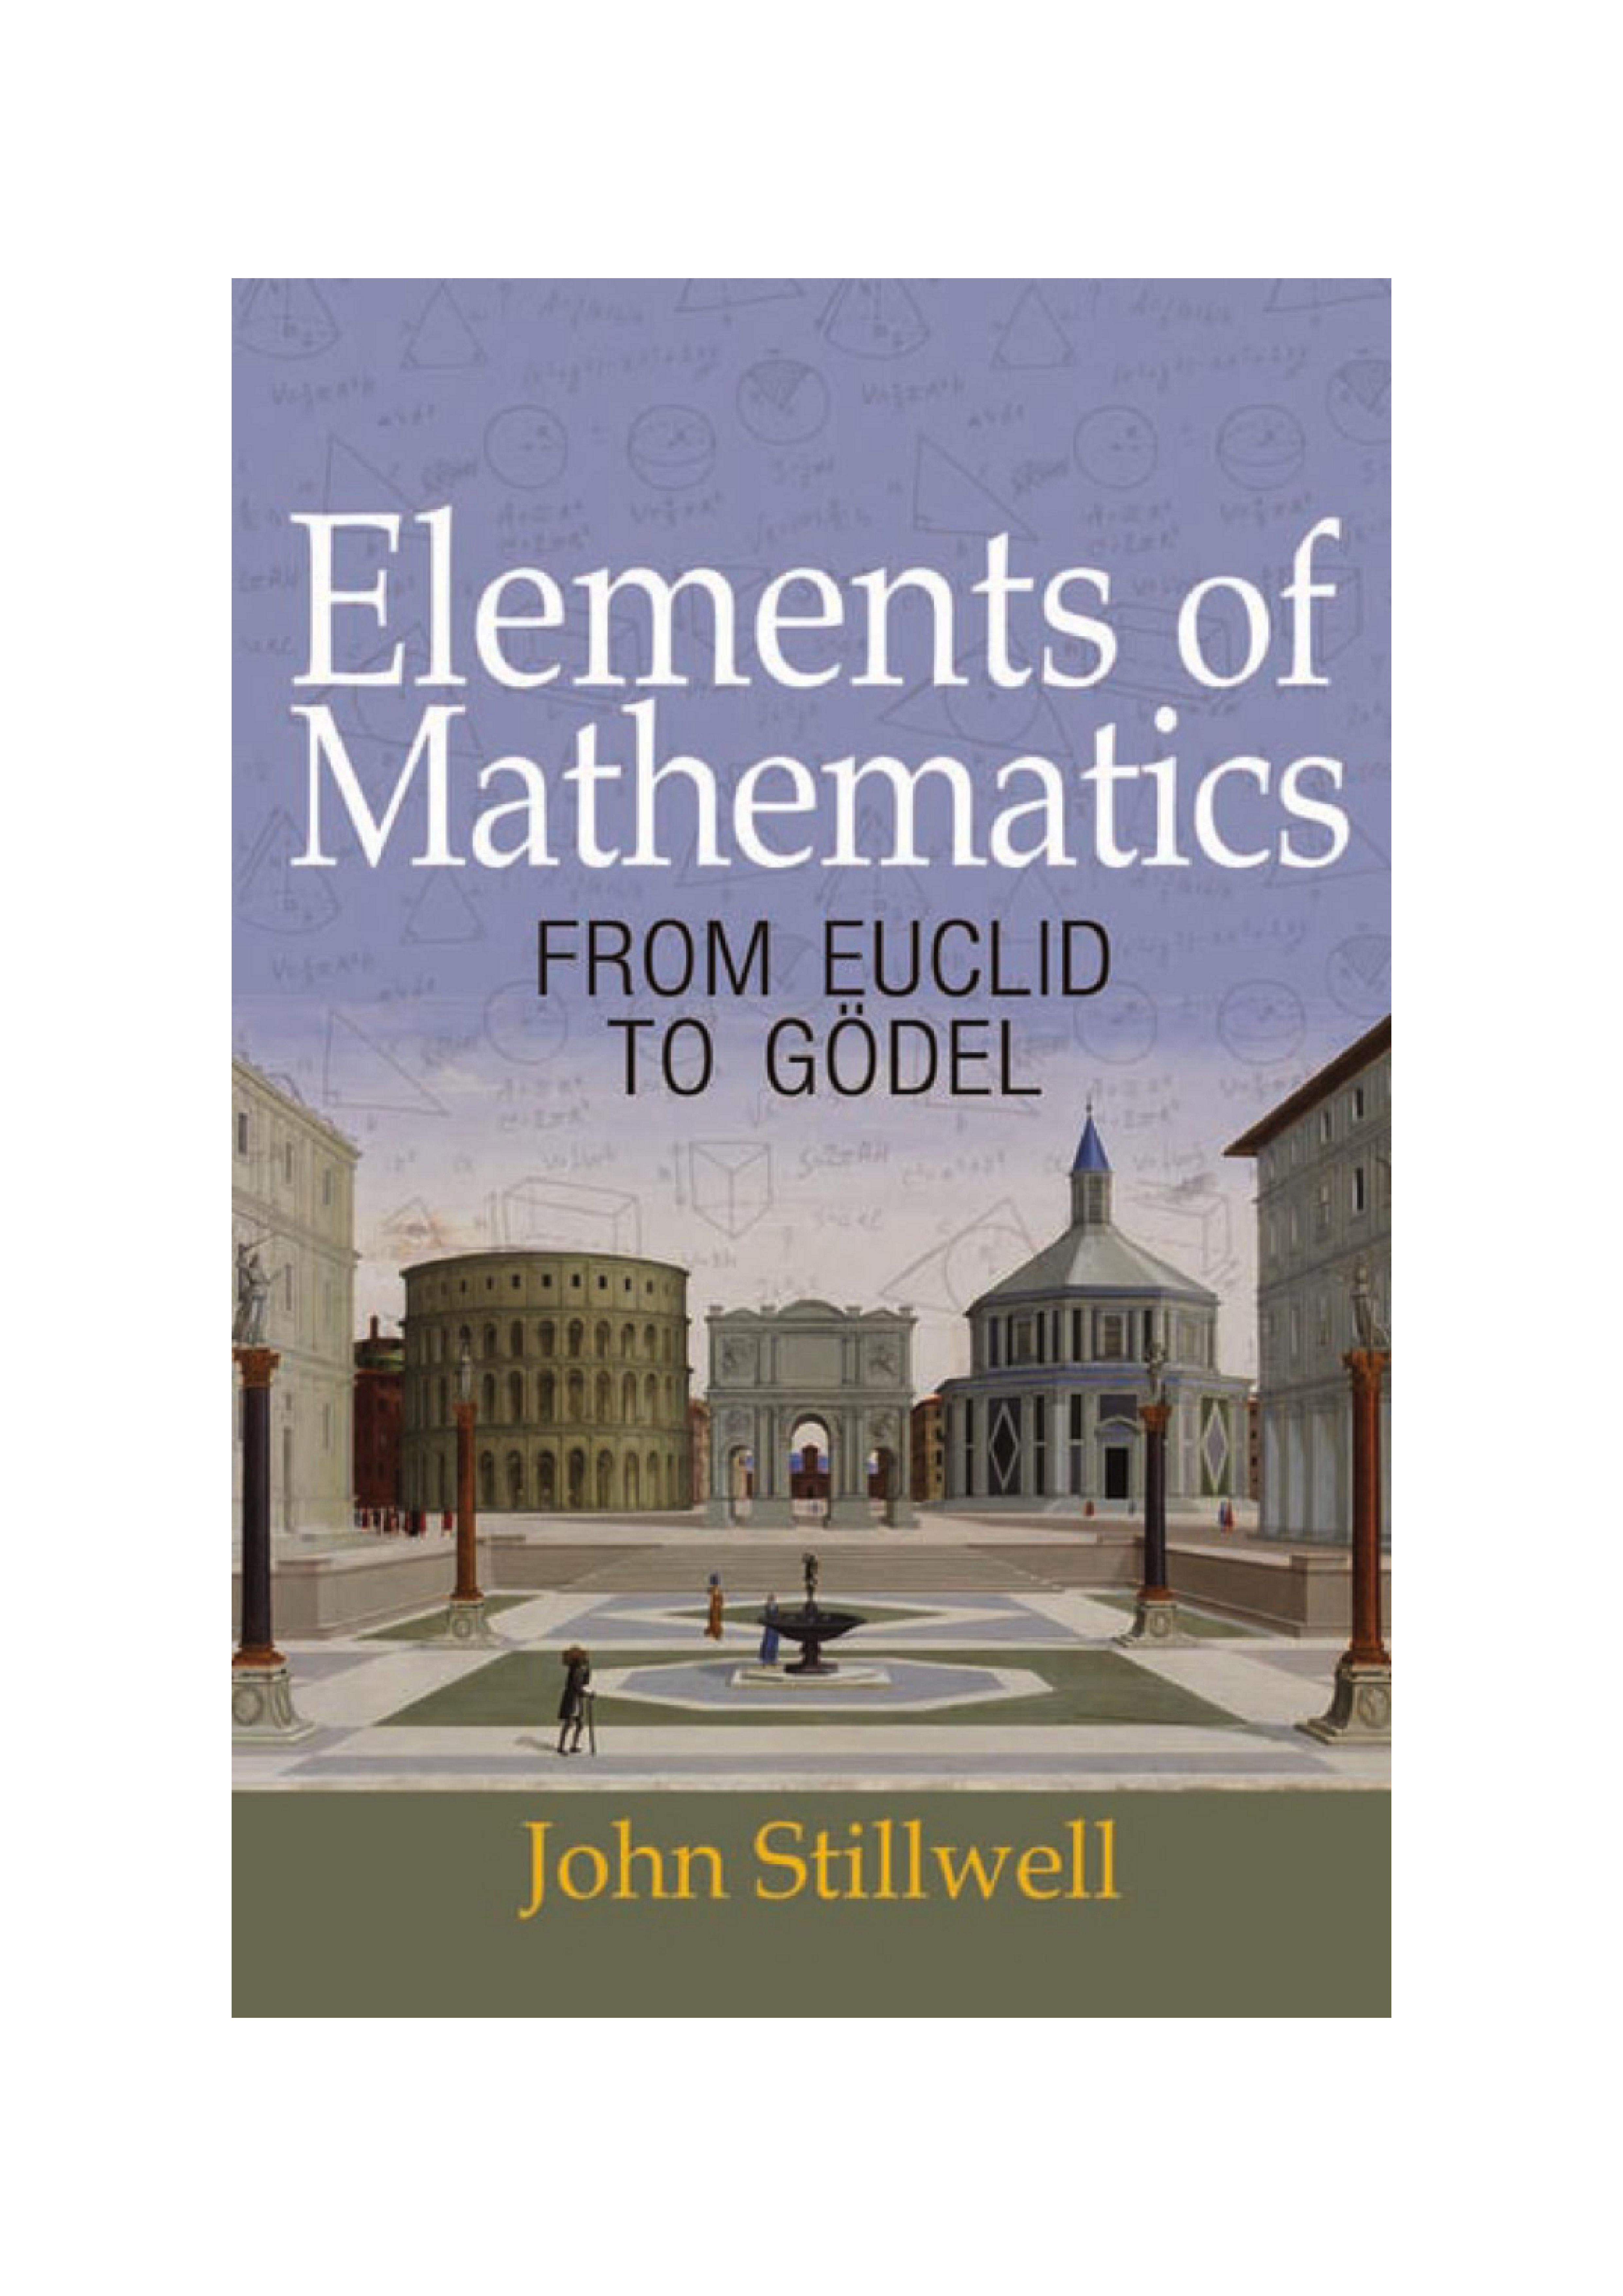 Elements of
Mathematics
FROM EUCLID
TO GÖDEL
John Stillwell